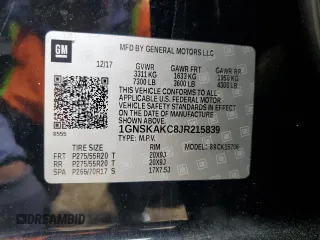 GM
MFD BY GENERAL MOTORS LLC
12/17 GVWR GAWR FRT GAWR RR
3311 KG 1633 KG 1950 KG
7300 LB 3600 LB 4300 LB
THIS VEHICLE CONFORMS TO ALL
APPLICABLE U.S. FEDERAL MOTOR
VEHICLE SAFETY STANDARDS IN EFFECT
ON THE DATE OF MANUFACTURE
SHOWN ABOVE.
1GNSKAKC8JR215839
TYPE: M.P.V. MODEL:
TIRE SIZE RIM
FRT P275/55R20 T 20X9J
RR P275/55R20 T 20X9J
SPA P265/70R17 S 17X7.5J
DREAMBID